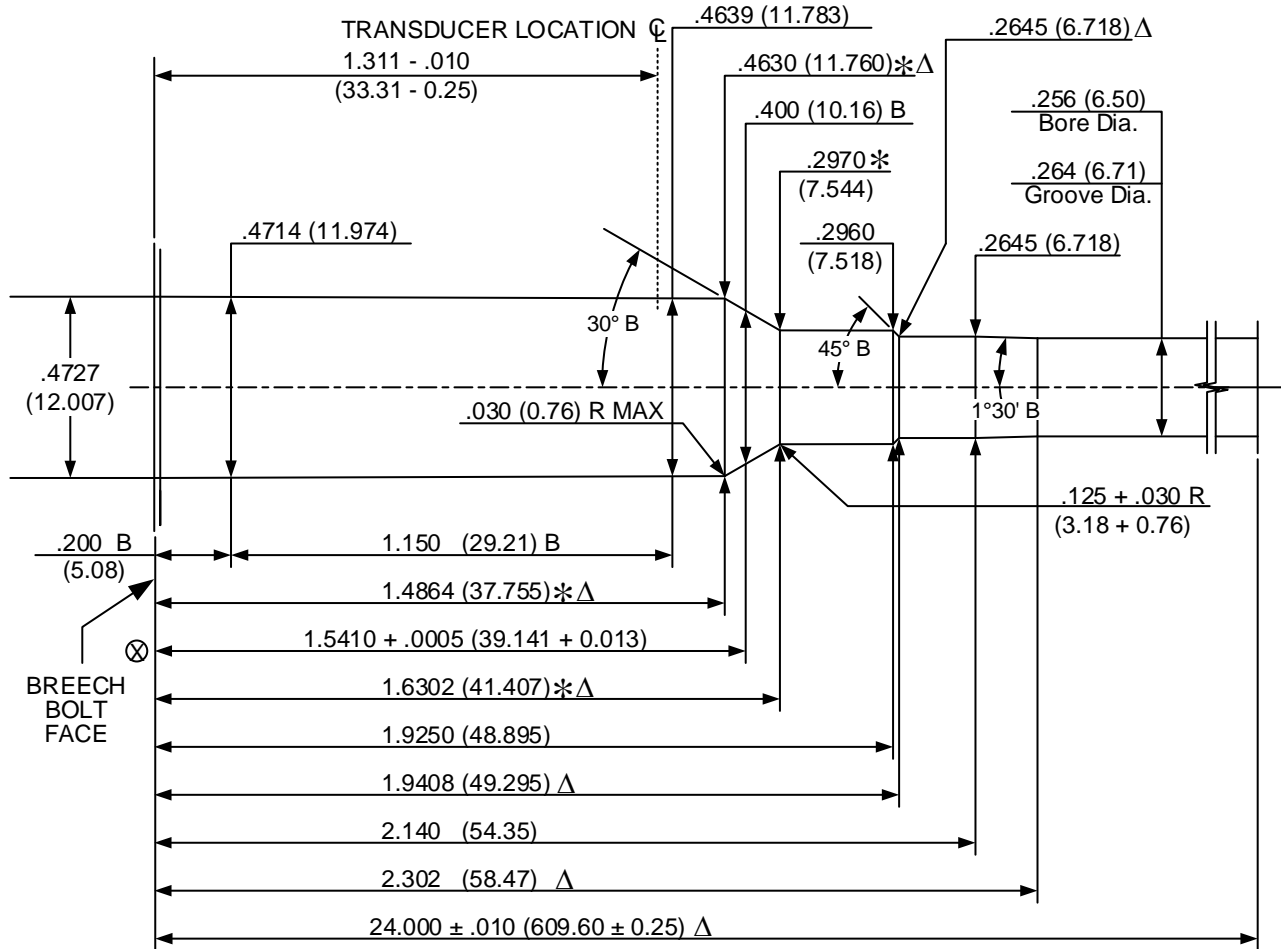 TRANSDUCER LOCATION ℄
1.311 - .010
(33.31 - 0.25)
.4639 (11.783)
.4630 (11.760)✻Δ
.400 (10.16) B
.2970✻
(7.544)
.2960
(7.518)
.2645 (6.718)Δ
.256 (6.50)
Bore Dia.
.264 (6.71)
Groove Dia.
.2645 (6.718)
.4714 (11.974)
30° B
45° B
1°30' B
.4727
(12.007)
.030 (0.76) R MAX
.125 + .030 R
(3.18 + 0.76)
.200 B
(5.08)
1.150 (29.21) B
1.4864 (37.755)✻Δ
ⓧ
1.5410 + .0005 (39.141 + 0.013)
BREECH
BOLT
FACE
1.6302 (41.407)✻Δ
1.9250 (48.895)
1.9408 (49.295) Δ
2.140 (54.35)
2.302 (58.47) Δ
24.000 ± .010 (609.60 ± 0.25) Δ